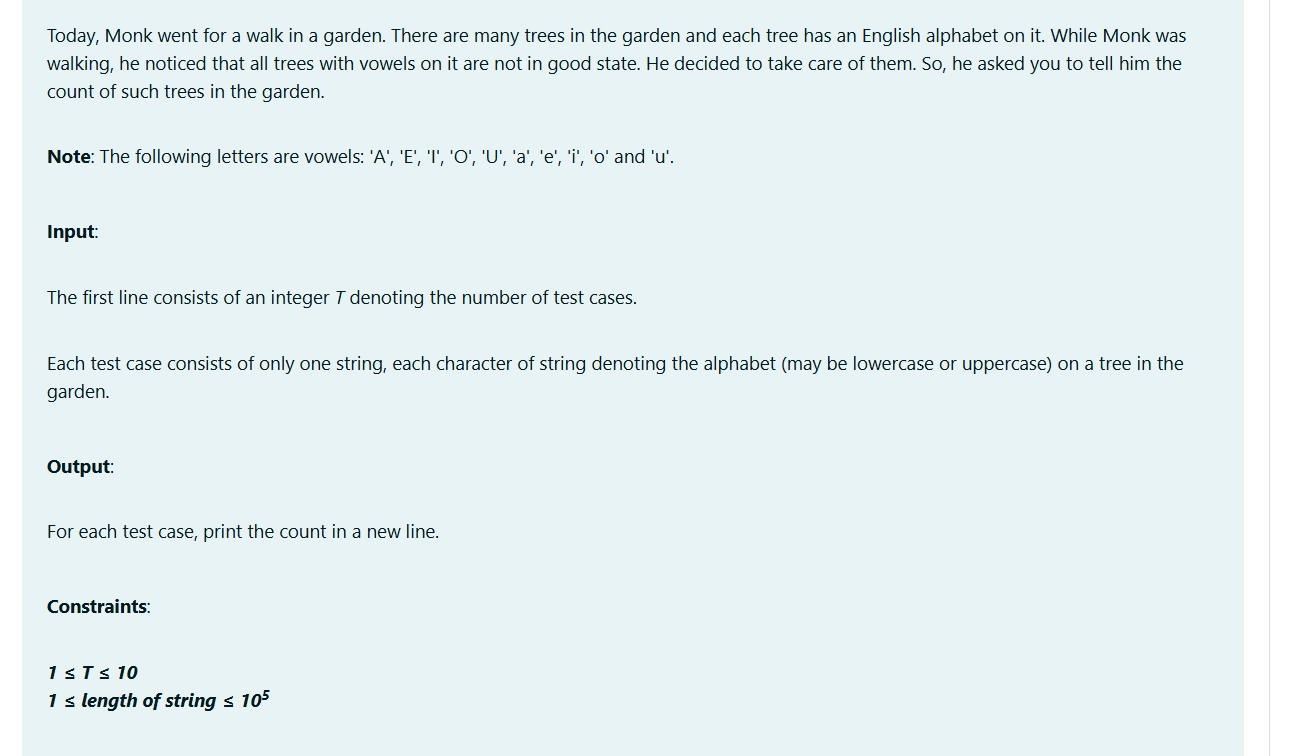 Today, Monk went for a walk in a garden. There are many trees in the garden and each tree has an English alphabet on it. While Monk was
walking, he noticed that all trees with vowels on it are not in good state. He decided to take care of them. So, he asked you to tell him the
count of such trees in the garden.
Note: The following letters are vowels: 'A', 'E', 'I', 'O', 'U', 'a', 'e', 'i', 'o' and 'u'.
Input:
The first line consists of an integer T denoting the number of test cases.
Each test case consists of only one string, each character of string denoting the alphabet (may be lowercase or uppercase) on a tree in the
garden.
Output:
For each test case, print the count in a new line.
Constraints:
1 ≤ T ≤ 10
1 ≤ length of string ≤ 10⁵